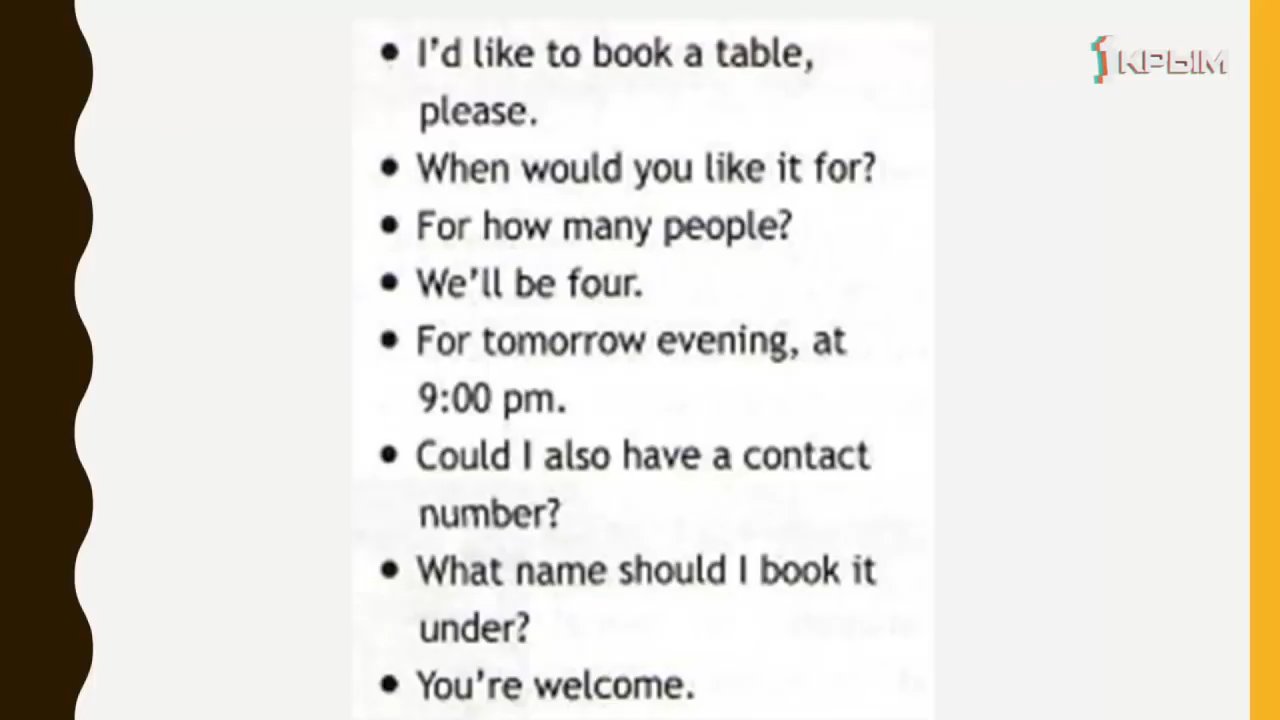 • I'd like to book a table,
please.
• When would you like it for?
• For how many people?
• We'll be four.
• For tomorrow evening, at
9:00 pm.
• Could I also have a contact
number?
• What name should I book it
under?
• You're welcome.
1КРЫМ